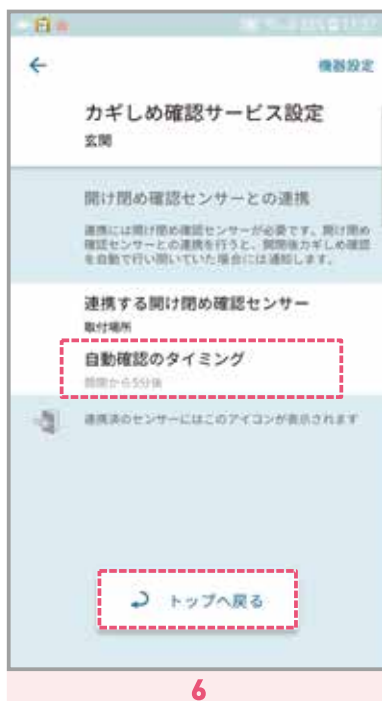 機器設定
カギしめ確認サービス設定
玄関
開け閉め確認センサーとの連携
連携には開け閉め確認センサーが必要です。開け閉め
確認センサーとの連携を行うと、開閉後カギしめ確認
を自動で行い開いていた場合には通知します。
連携する開け閉め確認センサー
取付場所
自動確認のタイミング
開閉から5分後
連携済のセンサーにはこのアイコンが表示されます
トップへ戻る
6